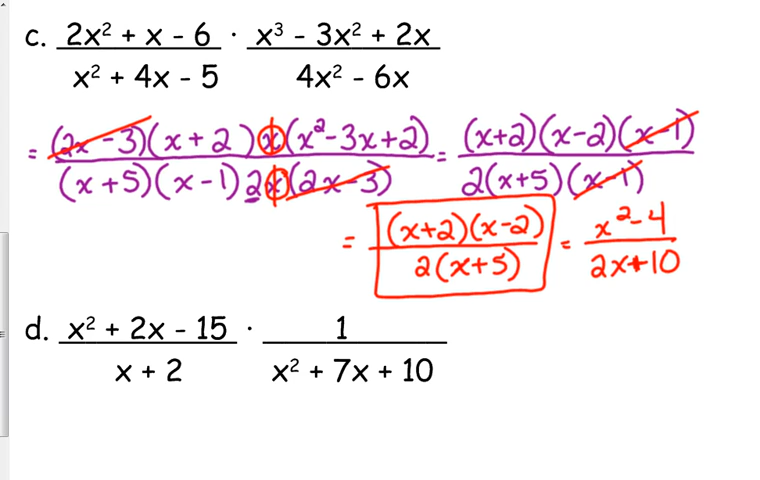 c. 2x² + x - 6 · x³ - 3x² + 2x
x² + 4x - 5 4x² - 6x
= (2x - 3)(x + 2) x (x² - 3x + 2) = (x+2)(x-2)(x-1)
(x + 5)(x - 1) 2x (2x - 3) 2(x+5)(x-1)
= (x+2)(x-2) = x² - 4
2(x+5) 2x+10
d. x² + 2x - 15 · 1
x + 2 x² + 7x + 10